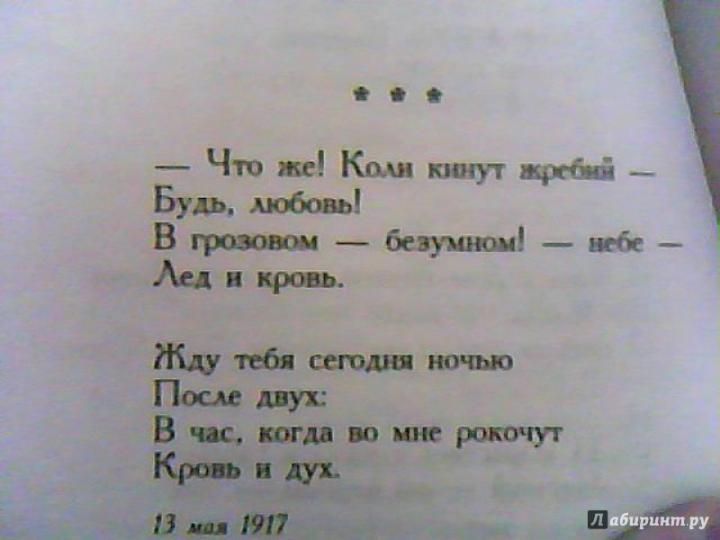 * * *
— Что же! Коли кинут жребий —
Будь, любовь!
В грозовом — безумном! — небе —
Лед и кровь.
Жду тебя сегодня ночью
После двух:
В час, когда во мне рокочут
Кровь и дух.
13 мая 1917
Лабиринт.ру